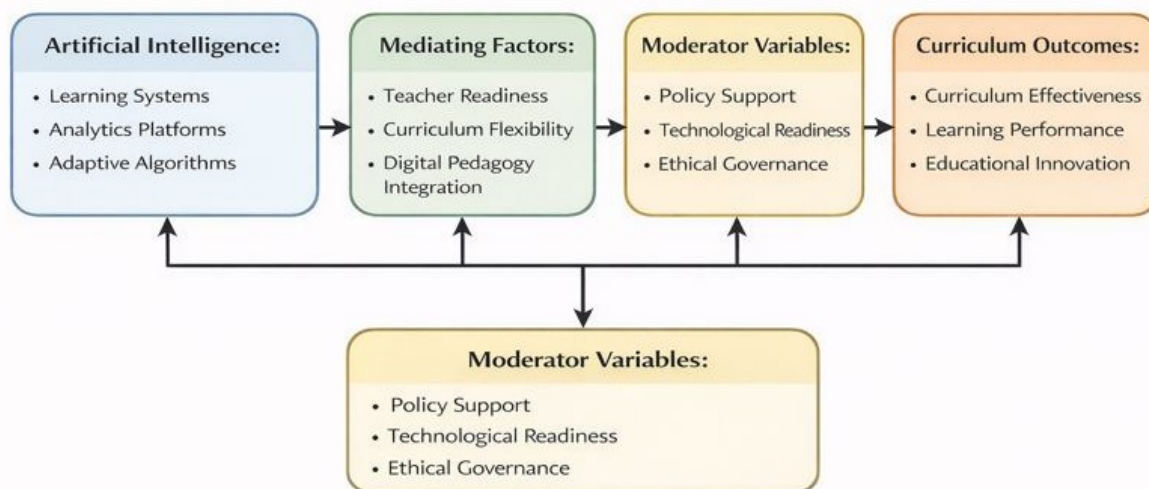 Artificial Intelligence:
• Learning Systems
• Analytics Platforms
• Adaptive Algorithms
Mediating Factors:
• Teacher Readiness
• Curriculum Flexibility
• Digital Pedagogy
Integration
Moderator Variables:
• Policy Support
• Technological Readiness
• Ethical Governance
Curriculum Outcomes:
• Curriculum Effectiveness
• Learning Performance
• Educational Innovation
Moderator Variables:
• Policy Support
• Technological Readiness
• Ethical Governance